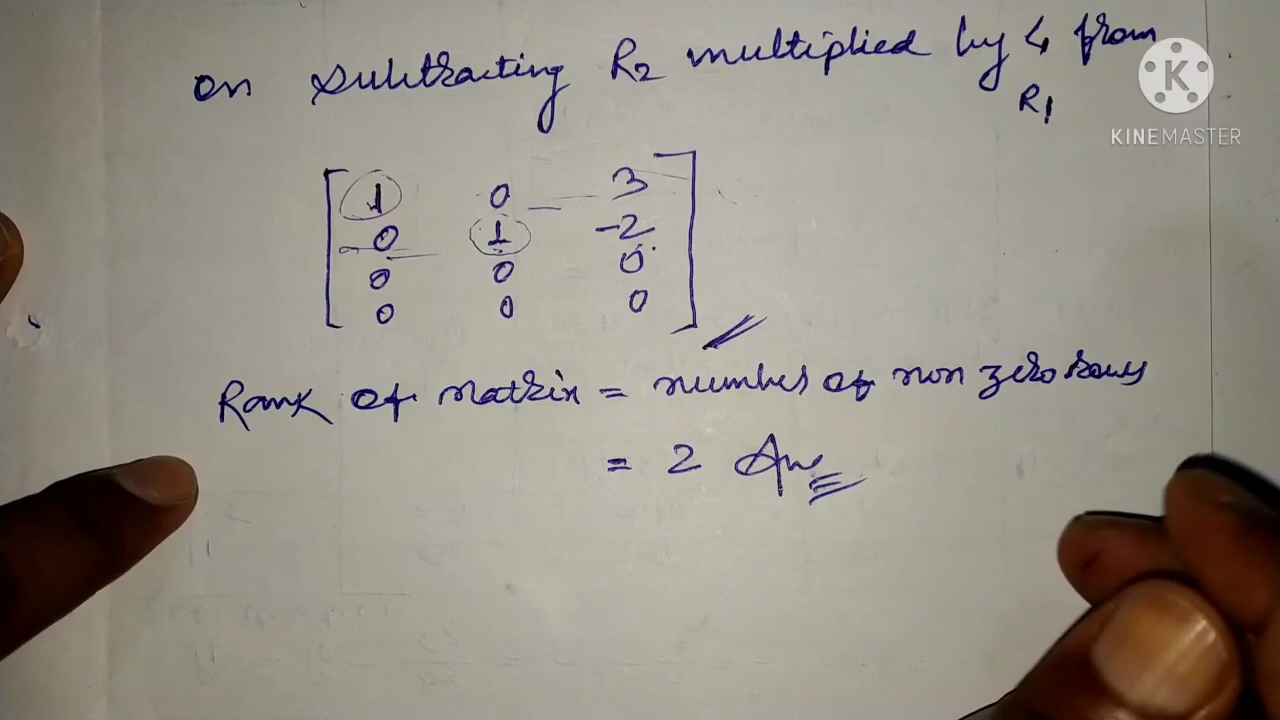 On subtracting R2 multiplied by 4 from
R1
K
KINEMASTER
1 0 3
0 1 -2
0 0 0
0 0 0
Rank of matrix = number of non zero rows
= 2 Ans